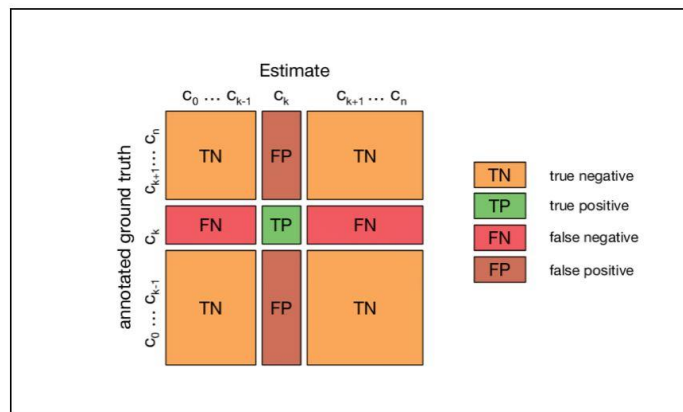 Estimate
c0 ... ck-1 ck ck+1 ... cn
annotated ground truth
ck+1 ... cn
TN FP TN
ck
FN TP FN
c0 ... ck-1
TN FP TN
TN true negative
TP true positive
FN false negative
FP false positive